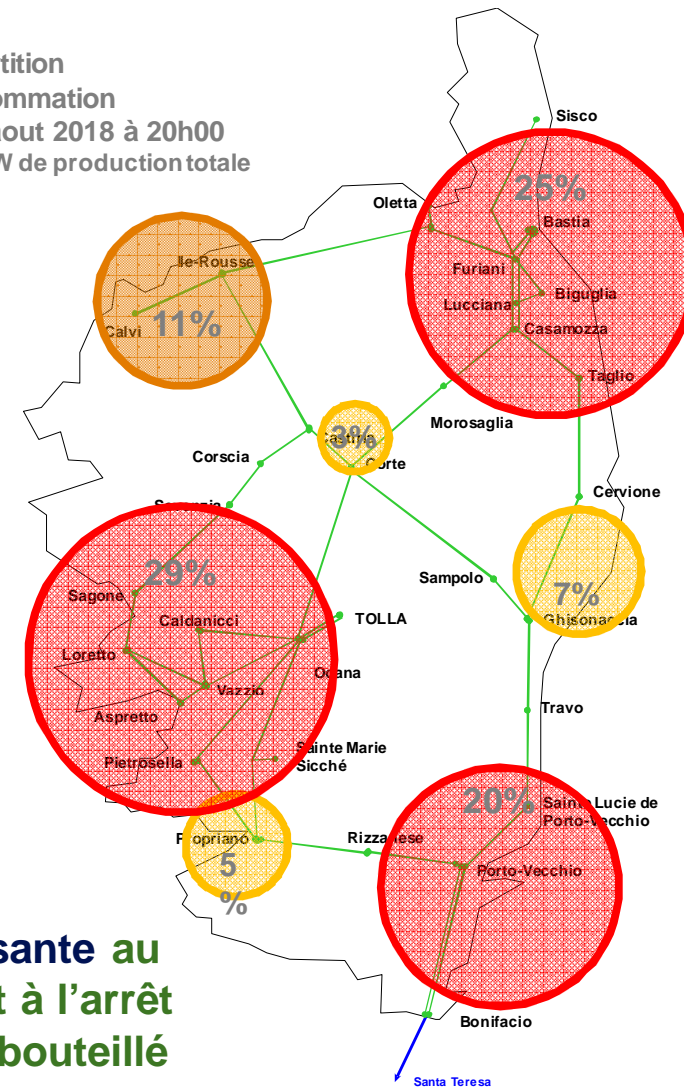 tition
ommation
aout 2018 à 20h00
W de production totale
Sisco
25%
Oletta
Bastia
Ile-Rousse
Furiani
Biguglia
Lucciana
Calvi
11%
Casamozza
Taglio
Morosaglia
3%
Corscia
Corte
Cervione
29%
Sampolo
7%
Sagone
TOLLA
Caldanicci
Ghisonaccia
Loretto
Ocana
Vazzio
Aspretto
Travo
Sainte Marie
Sicché
Pietrosella
20%
Sainte Lucie de
Porto-Vecchio
Propriano
Rizzanese
5
%
Porto-Vecchio
sante au
t à l'arrêt
bouteillé
Bonifacio
Santa Teresa